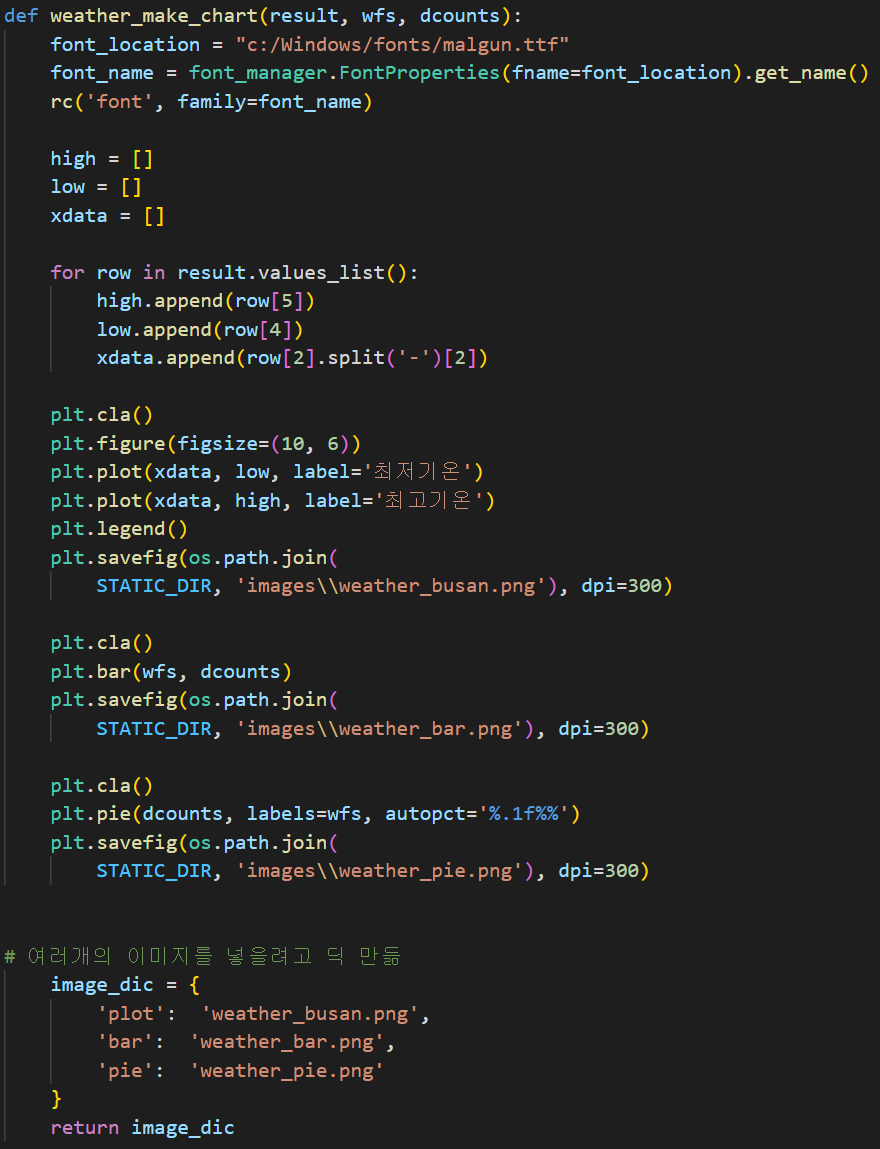 def weather_make_chart(result, wfs, dcounts):
    font_location = "c:/Windows/fonts/malgun.ttf"
    font_name = font_manager.FontProperties(fname=font_location).get_name()
    rc('font', family=font_name)

    high = []
    low = []
    xdata = []

    for row in result.values_list():
        high.append(row[5])
        low.append(row[4])
        xdata.append(row[2].split('-')[2])

    plt.cla()
    plt.figure(figsize=(10, 6))
    plt.plot(xdata, low, label='최저기온')
    plt.plot(xdata, high, label='최고기온')
    plt.legend()
    plt.savefig(os.path.join(
        STATIC_DIR, 'images\\weather_busan.png'), dpi=300)

    plt.cla()
    plt.bar(wfs, dcounts)
    plt.savefig(os.path.join(
        STATIC_DIR, 'images\\weather_bar.png'), dpi=300)

    plt.cla()
    plt.pie(dcounts, labels=wfs, autopct='%.1f%%')
    plt.savefig(os.path.join(
        STATIC_DIR, 'images\\weather_pie.png'), dpi=300)


# 여러개의 이미지를 넣을려고 딕 만듦
    image_dic = {
        'plot':  'weather_busan.png',
        'bar':  'weather_bar.png',
        'pie':  'weather_pie.png'
    }
    return image_dic